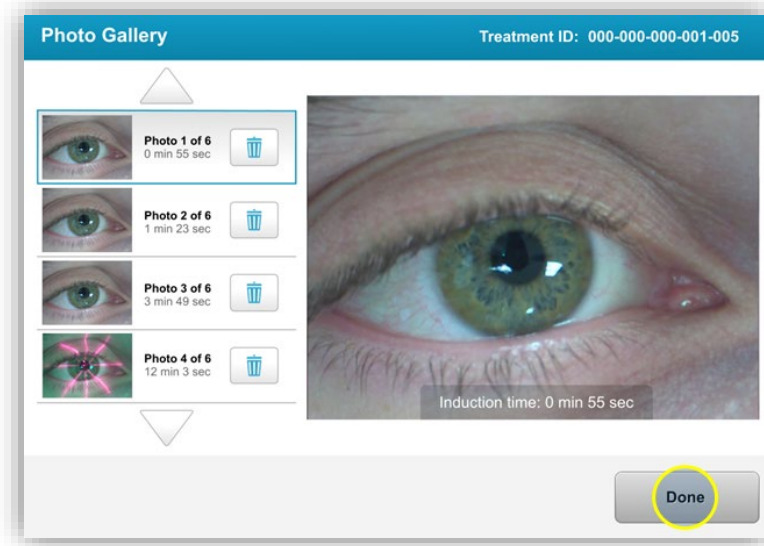 Photo Gallery
Treatment ID: 000-000-000-001-005
Photo 1 of 6
0 min 55 sec
Photo 2 of 6
1 min 23 sec
Photo 3 of 6
3 min 49 sec
Photo 4 of 6
12 min 3 sec
Induction time: 0 min 55 sec
Done